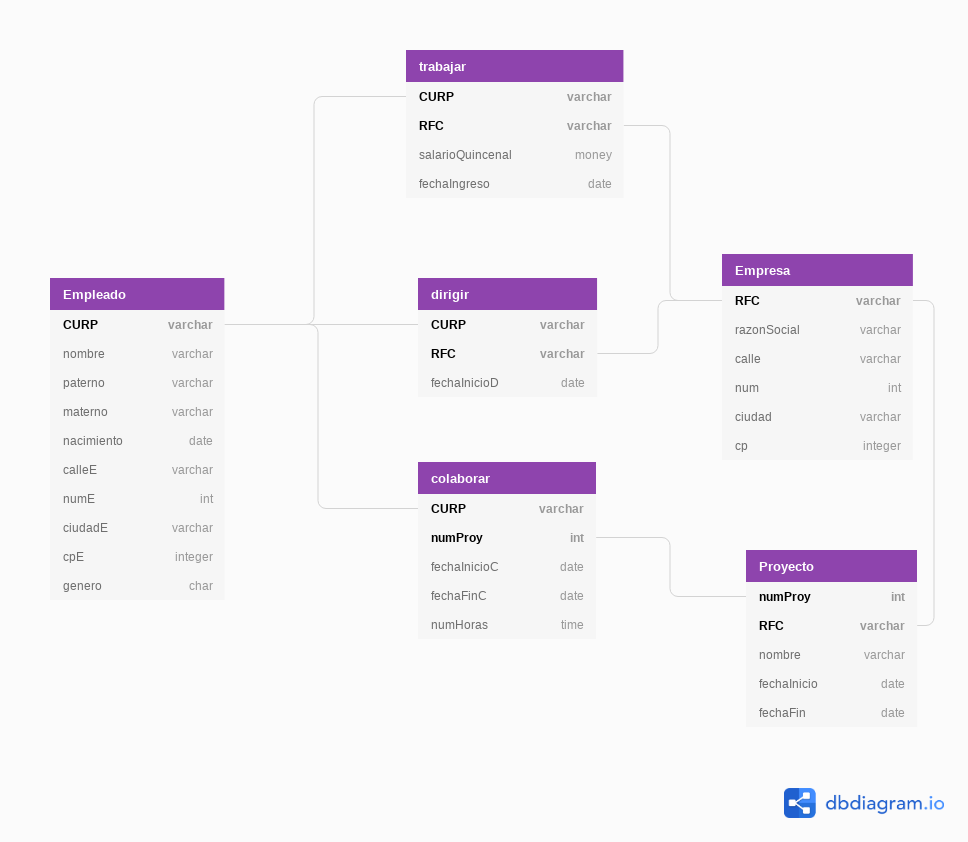 trabajar
CURP varchar
RFC varchar
salarioQuincenal money
fechaIngreso date
Empleado
CURP varchar
nombre varchar
paterno varchar
materno varchar
nacimiento date
calleE varchar
numE int
ciudadE varchar
cpE integer
genero char
dirigir
CURP varchar
RFC varchar
fechaInicioD date
colaborar
CURP varchar
numProy int
fechaInicioC date
fechaFinC date
numHoras time
Empresa
RFC varchar
razonSocial varchar
calle varchar
num int
ciudad varchar
cp integer
Proyecto
numProy int
RFC varchar
nombre varchar
fechaInicio date
fechaFin date
dbdiagram.io